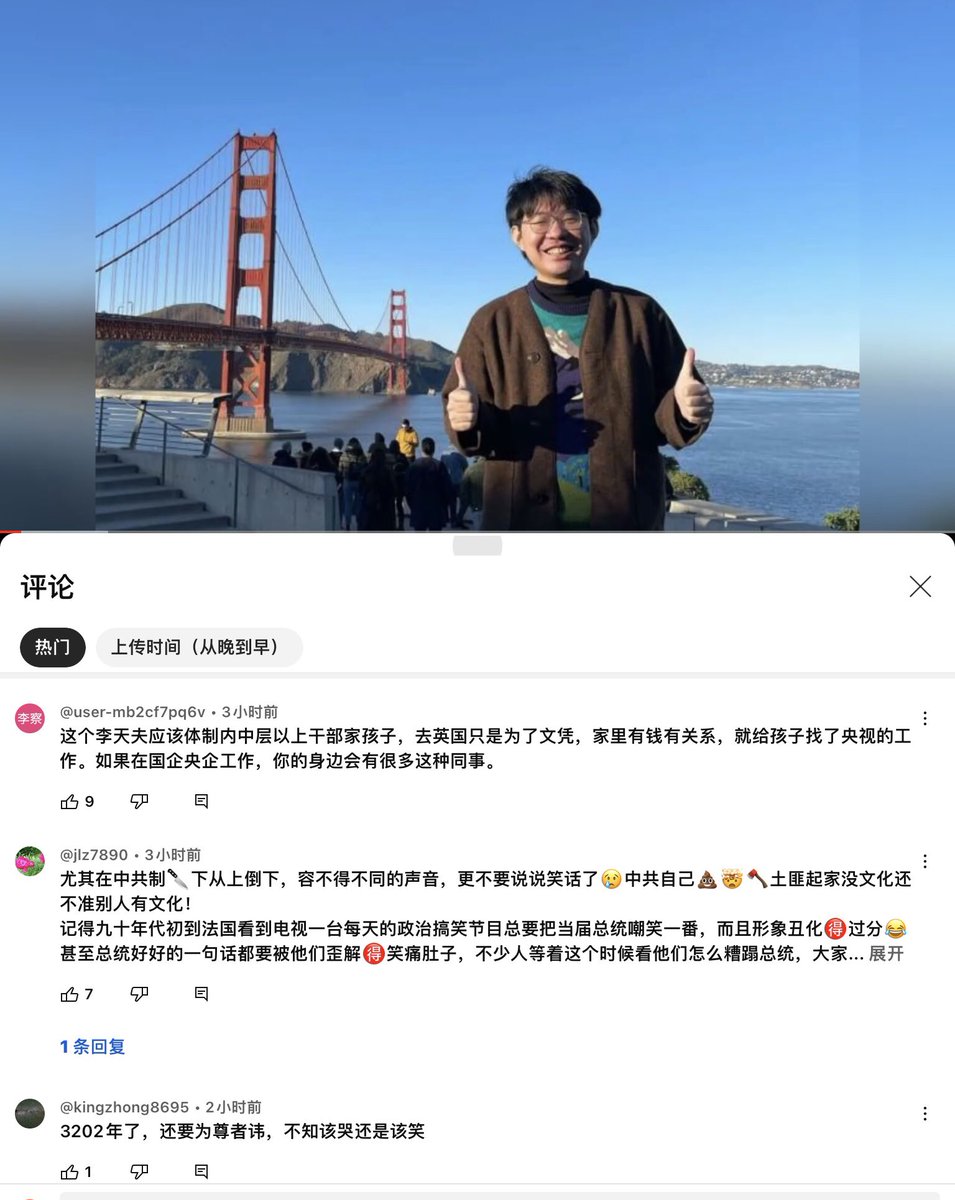 评论
热门
上传时间（从晚到早）
李察
@user-mb2cf7pq6v • 3小时前
这个李天夫应该体制内中层以上干部家孩子，去英国只是为了文凭，家里有钱有关系，就给孩子找了央视的工
作。如果在国企央企工作，你的身边会有很多这种同事。
9
@jlz7890 • 3小时前
尤其在中共制🔪下从上倒下，容不得不同的声音，更不要说说笑话了😢中共自己💩🤯🪓土匪起家没文化还
不准别人有文化！
记得九十年代初到法国看到电视一台每天的政治搞笑节目总要把当届总统嘲笑一番，而且形象丑化🉐过分😂
甚至总统好好的一句话都要被他们歪解🉐笑痛肚子，不少人等着这个时候看他们怎么糟蹋总统，大家... 展开
7
1 条回复
@kingzhong8695 • 2小时前
3202年了，还要为尊者讳，不知该哭还是该笑
1